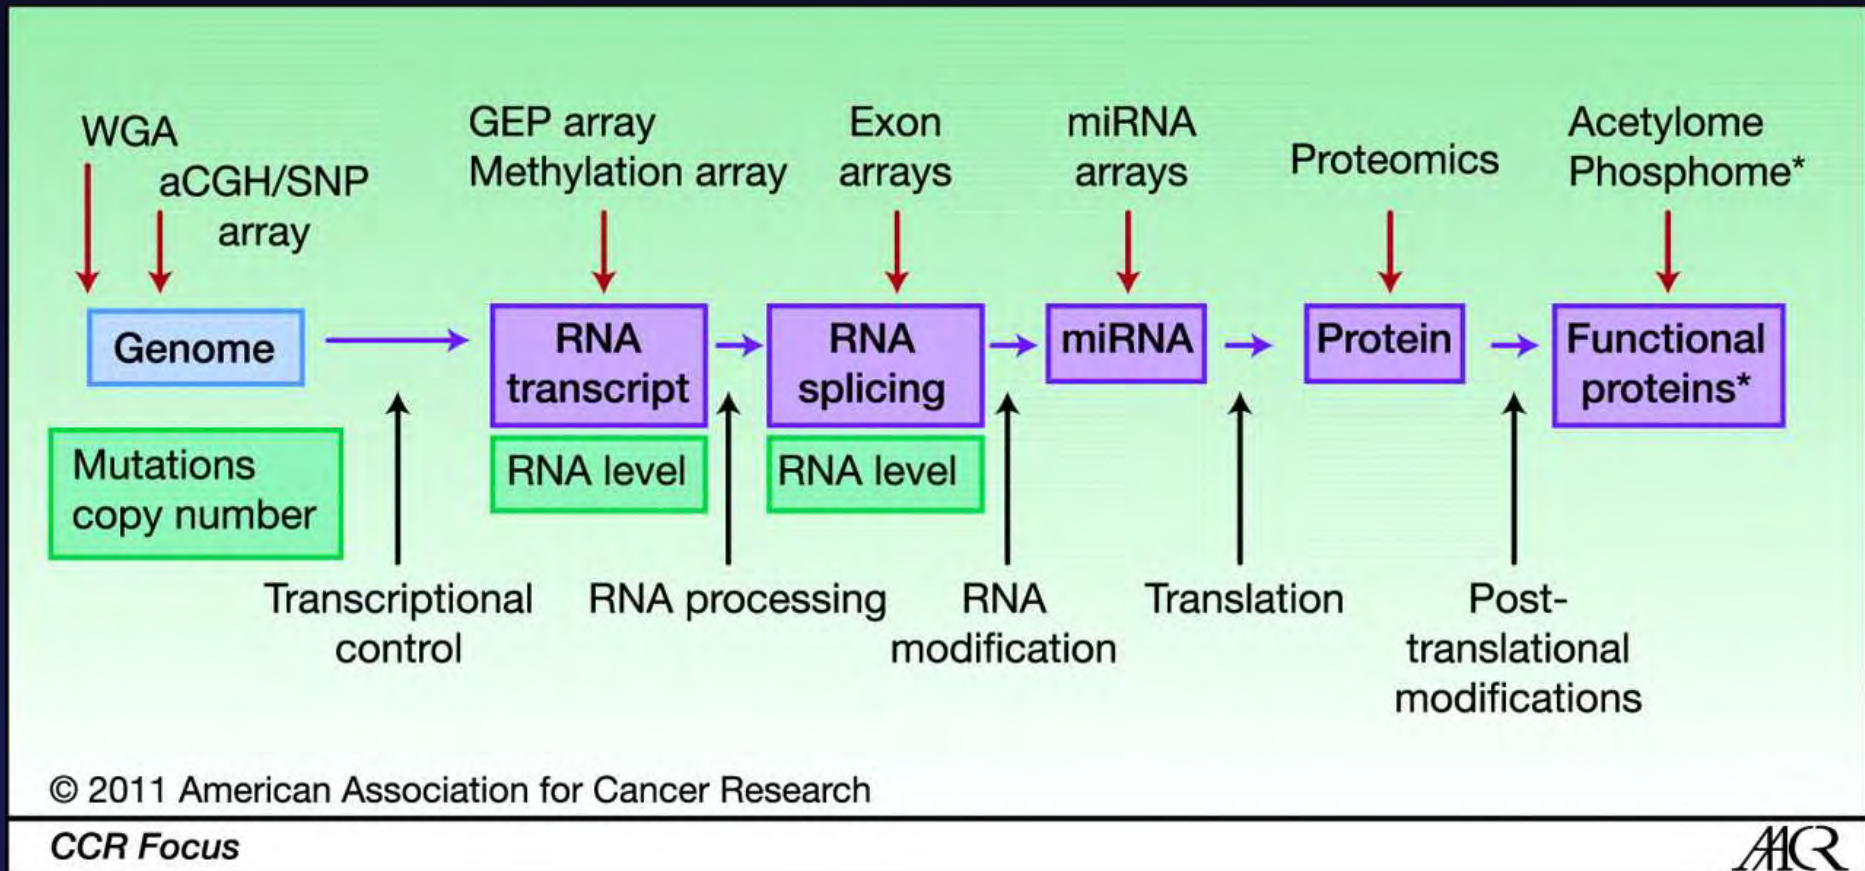 WGA
aCGH/SNP
array
GEP array
Methylation array
Exon
arrays
miRNA
arrays
Proteomics
Acetylome
Phosphome*
Genome
RNA
transcript
RNA
splicing
miRNA
Protein
Functional
proteins*
Mutations
copy number
RNA level
RNA level
Transcriptional
control
RNA processing
RNA
modification
Translation
Post-
translational
modifications
© 2011 American Association for Cancer Research
CCR Focus
AACR